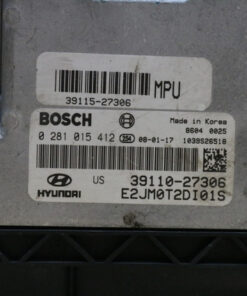 MPU
39115-27306
BOSCH
Made in Korea
8604 0025
0 281 015 412 254 08-01-17 1039S26518
HYUNDAI US 39110-27306
E2JM0T2DI01S